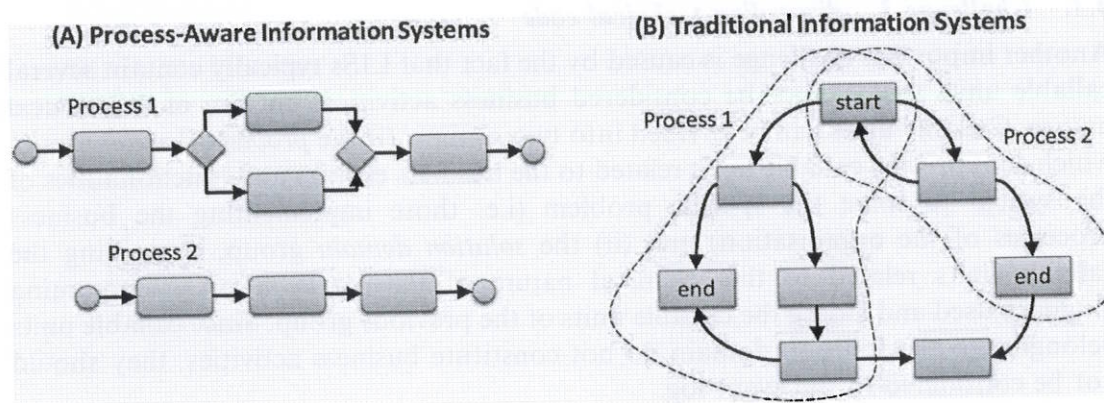 (A) Process-Aware Information Systems
Process 1
Process 2
(B) Traditional Information Systems
start
Process 1
Process 2
end
end